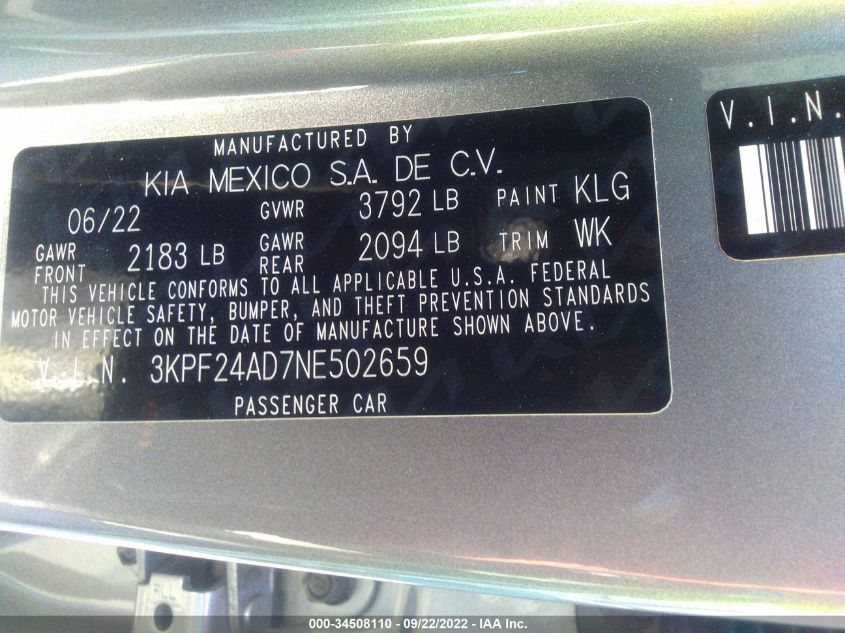 MANUFACTURED BY
KIA MEXICO S.A. DE C.V.
06/22 GVWR 3792 LB PAINT KLG
GAWR FRONT 2183 LB GAWR REAR 2094 LB TRIM WK
THIS VEHICLE CONFORMS TO ALL APPLICABLE U.S.A. FEDERAL
MOTOR VEHICLE SAFETY, BUMPER, AND THEFT PREVENTION STANDARDS
IN EFFECT ON THE DATE OF MANUFACTURE SHOWN ABOVE.
V.I.N. 3KPF24AD7NE502659
PASSENGER CAR
V.I.N.
000-34508110 - 09/22/2022 - IAA Inc.